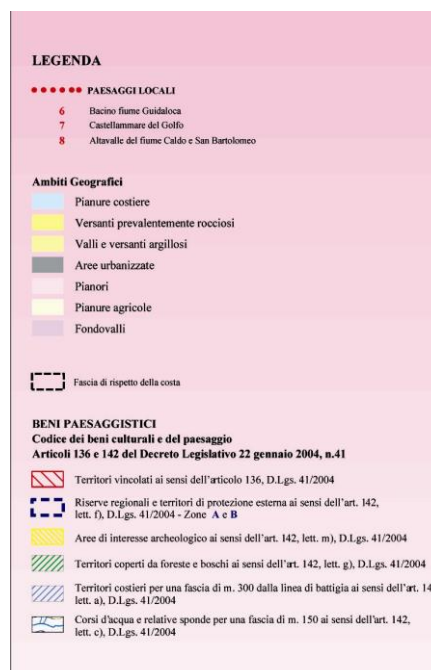 LEGENDA
PAESAGGI LOCALI
6 Bacino fiume Guidaloca
7 Castellammare del Golfo
8 Altavalle del fiume Caldo e San Bartolomeo
Ambiti Geografici
Pianure costiere
Versanti prevalentemente rocciosi
Valli e versanti argillosi
Aree urbanizzate
Pianori
Pianure agricole
Fondovalli
Fascia di rispetto della costa
BENI PAESAGGISTICI
Codice dei beni culturali e del paesaggio
Articoli 136 e 142 del Decreto Legislativo 22 gennaio 2004, n.41
Territori vincolati ai sensi dell'articolo 136, D.Lgs. 41/2004
Riserve regionali e territori di protezione esterna ai sensi dell'art. 142,
lett. f), D.Lgs. 41/2004 - Zone A e B
Aree di interesse archeologico ai sensi dell'art. 142, lett. m), D.Lgs. 41/2004
Territori coperti da foreste e boschi ai sensi dell'art. 142, lett. g), D.Lgs. 41/2004
Territori costieri per una fascia di m. 300 dalla linea di battigia ai sensi dell'art. 14
lett. a), D.Lgs. 41/2004
Corsi d'acqua e relative sponde per una fascia di m. 150 ai sensi dell'art. 142,
lett. c), D.Lgs. 41/2004